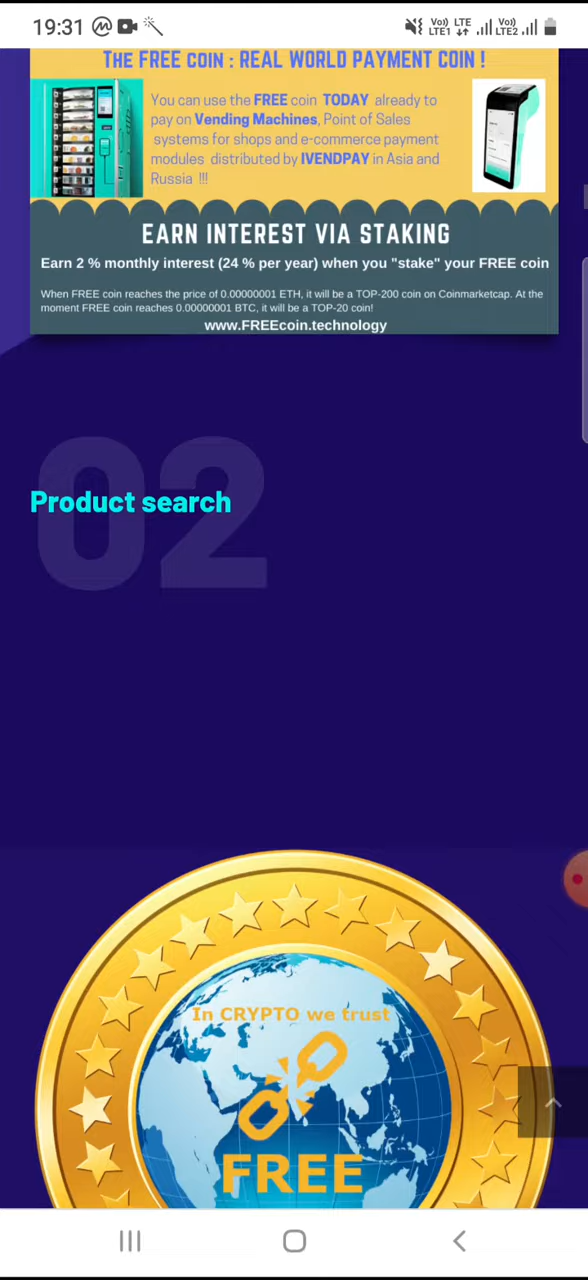 19:31
Vo) LTE Vo)
LTE1 LTE2
The FREE coin : REAL WORLD PAYMENT COIN !
You can use the FREE coin TODAY already to
pay on Vending Machines, Point of Sales
systems for shops and e-commerce payment
modules distributed by IVENDPAY in Asia and
Russia !!!
EARN INTEREST VIA STAKING
Earn 2 % monthly interest (24 % per year) when you "stake" your FREE coin
When FREE coin reaches the price of 0.00000001 ETH, it will be a TOP-200 coin on Coinmarketcap. At the
moment FREE coin reaches 0.00000001 BTC, it will be a TOP-20 coin!
www.FREEcoin.technology
02
Product search
In CRYPTO we trust
FREE